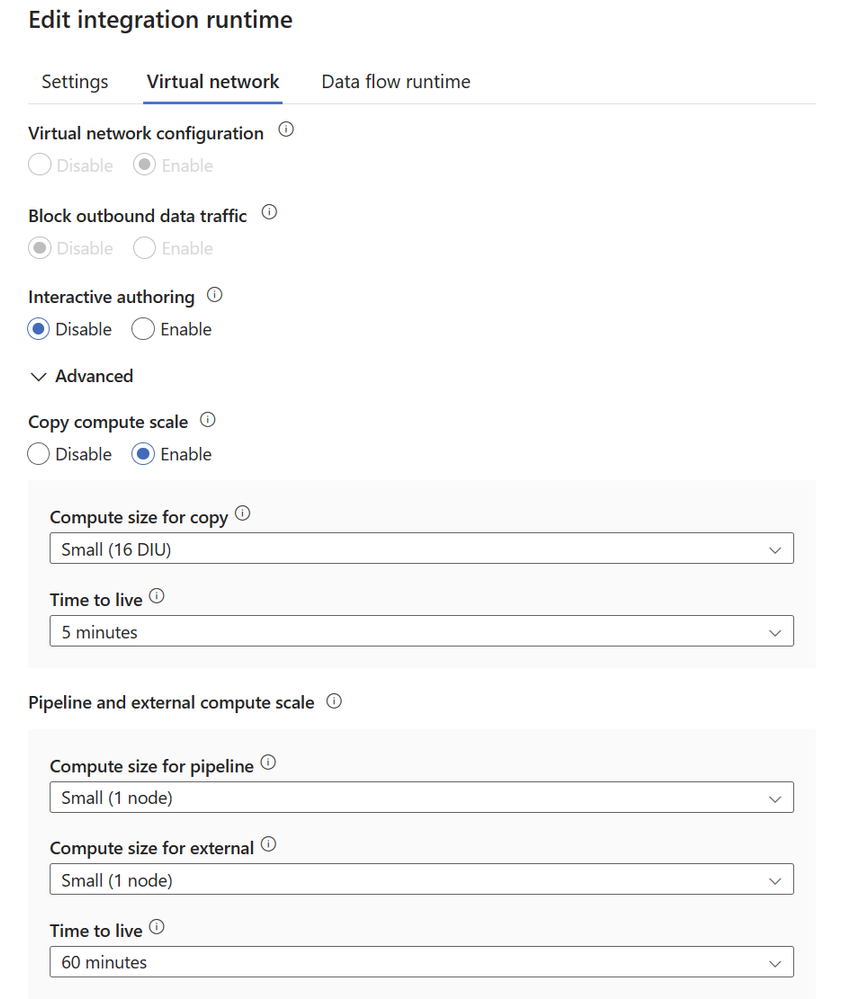 Edit integration runtime
Settings Virtual network Data flow runtime
Virtual network configuration
Disable Enable
Block outbound data traffic
Disable Enable
Interactive authoring
Disable Enable
Advanced
Copy compute scale
Disable Enable
Compute size for copy
Small (16 DIU)
Time to live
5 minutes
Pipeline and external compute scale
Compute size for pipeline
Small (1 node)
Compute size for external
Small (1 node)
Time to live
60 minutes